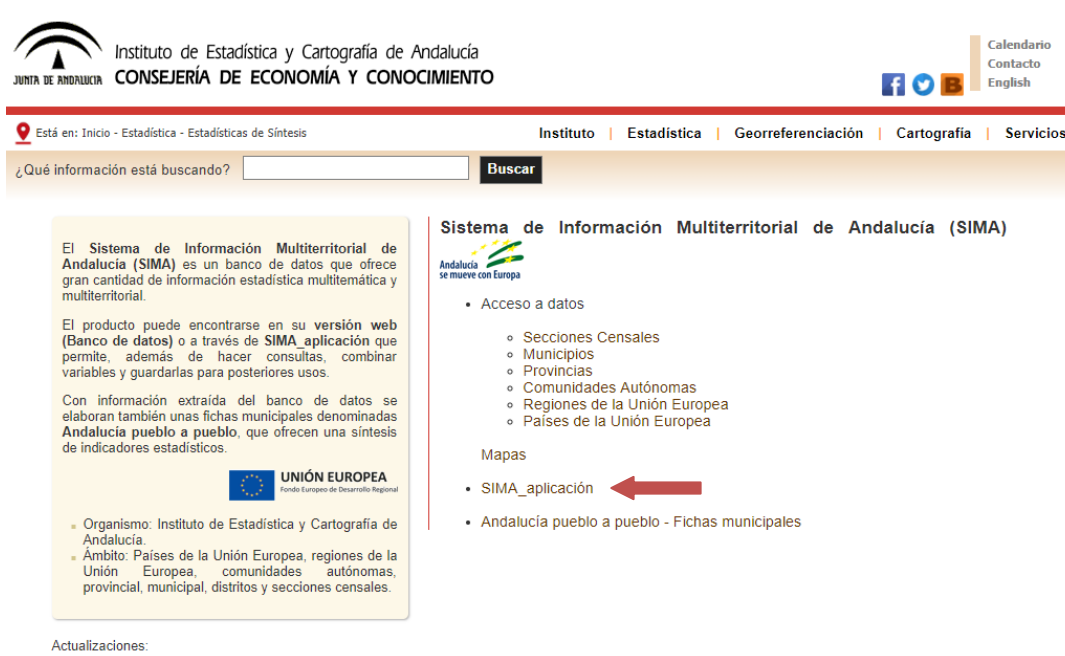 JUNTA DE ANDALUCIA
Instituto de Estadística y Cartografía de Andalucía
CONSEJERÍA DE ECONOMÍA Y CONOCIMIENTO
Calendario
Contacto
English
Está en: Inicio - Estadística - Estadísticas de Síntesis
Instituto | Estadística | Georreferenciación | Cartografía | Servicios
¿Qué información está buscando?
Buscar
El Sistema de Información Multiterritorial de
Andalucía (SIMA) es un banco de datos que ofrece
gran cantidad de información estadística multitemática y
multiterritorial.
El producto puede encontrarse en su versión web
(Banco de datos) o a través de SIMA_aplicación que
permite, además de hacer consultas, combinar
variables y guardarlas para posteriores usos.
Con información extraída del banco de datos se
elaboran también unas fichas municipales denominadas
Andalucía pueblo a pueblo, que ofrecen una síntesis
de indicadores estadísticos.
UNIÓN EUROPEA
Fondo Europeo de Desarrollo Regional
Organismo: Instituto de Estadística y Cartografía de
Andalucía.
Ámbito: Países de la Unión Europea, regiones de la
Unión Europea, comunidades autónomas,
provincial, municipal, distritos y secciones censales.
Actualizaciones:
Sistema de Información Multiterritorial de Andalucía (SIMA)
Andalucía
se mueve con Europa
• Acceso a datos
Secciones Censales
Municipios
Provincias
Comunidades Autónomas
Regiones de la Unión Europea
Países de la Unión Europea
Mapas
• SIMA_aplicación
• Andalucía pueblo a pueblo - Fichas municipales